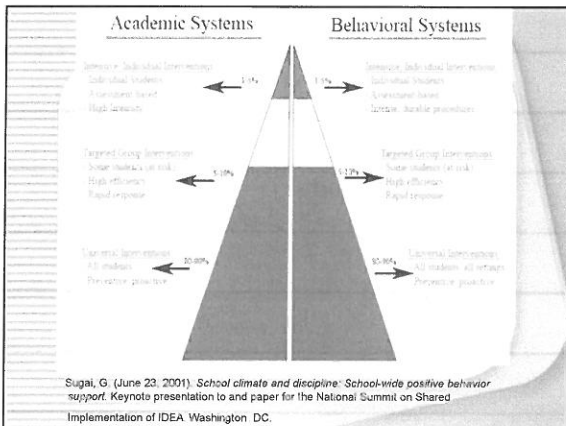 Academic Systems
Behavioral Systems
Intensive, Individual Interventions
Individual Students
Assessment-based
High Intensity
1-5%
1-5%
Intensive, Individual Interventions
Individual Students
Assessment-based
Intense, durable procedures
Targeted Group Interventions
Some students (at risk)
High efficiency
Rapid response
5-10%
5-10%
Targeted Group Interventions
Some students (at risk)
High efficiency
Rapid response
Universal Interventions
All students
Preventive, proactive
80-90%
80-90%
Universal Interventions
All students, all settings
Preventive, proactive
Sugai, G. (June 23, 2001). School climate and discipline: School-wide positive behavior
support. Keynote presentation to and paper for the National Summit on Shared
Implementation of IDEA. Washington, DC.